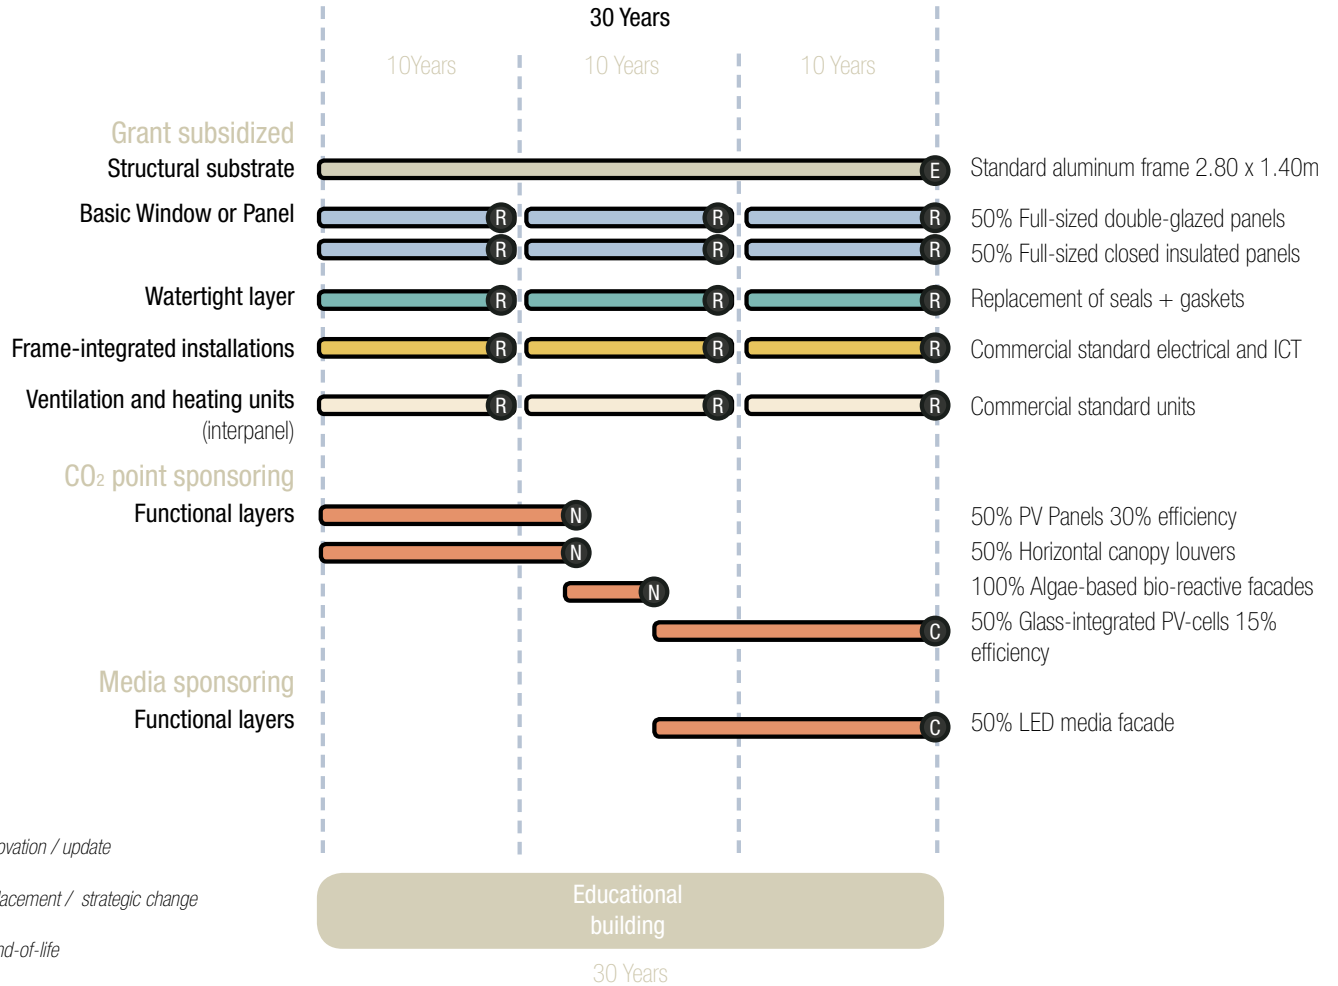 30 Years
10Years 10 Years 10 Years
Grant subsidized
Structural substrate E Standard aluminum frame 2.80 x 1.40m
Basic Window or Panel R R R 50% Full-sized double-glazed panels
R R R 50% Full-sized closed insulated panels
Watertight layer R R R Replacement of seals + gaskets
Frame-integrated installations R R R Commercial standard electrical and ICT
Ventilation and heating units R R R Commercial standard units
(interpanel)
CO₂ point sponsoring
Functional layers N 50% PV Panels 30% efficiency
N 50% Horizontal canopy louvers
N 100% Algae-based bio-reactive facades
C 50% Glass-integrated PV-cells 15%
efficiency
Media sponsoring
Functional layers C 50% LED media facade
ovation / update
lacement / strategic change
nd-of-life
Educational
building
30 Years